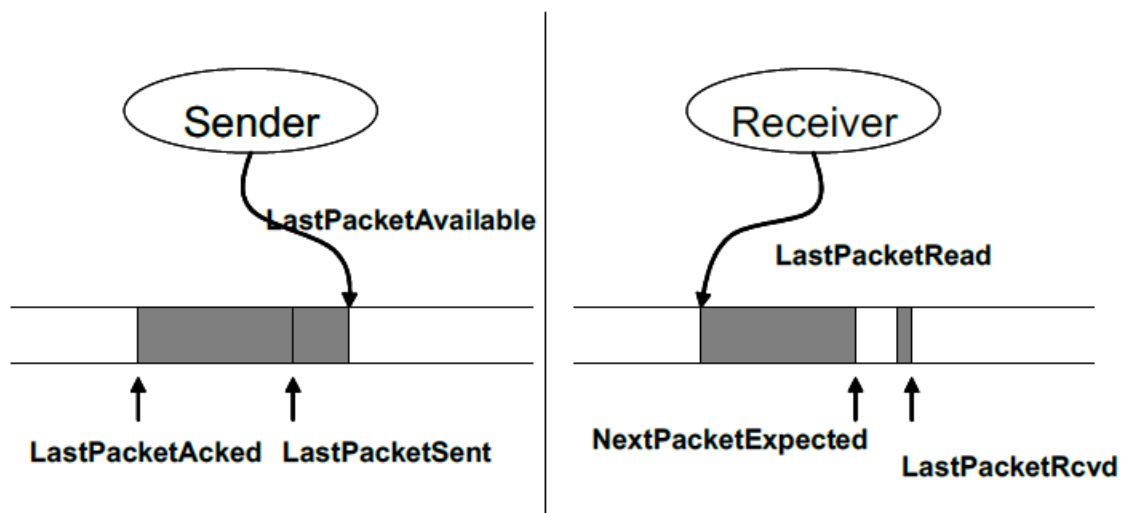 Sender
LastPacketAvailable
LastPacketAcked
LastPacketSent
Receiver
LastPacketRead
NextPacketExpected
LastPacketRcvd